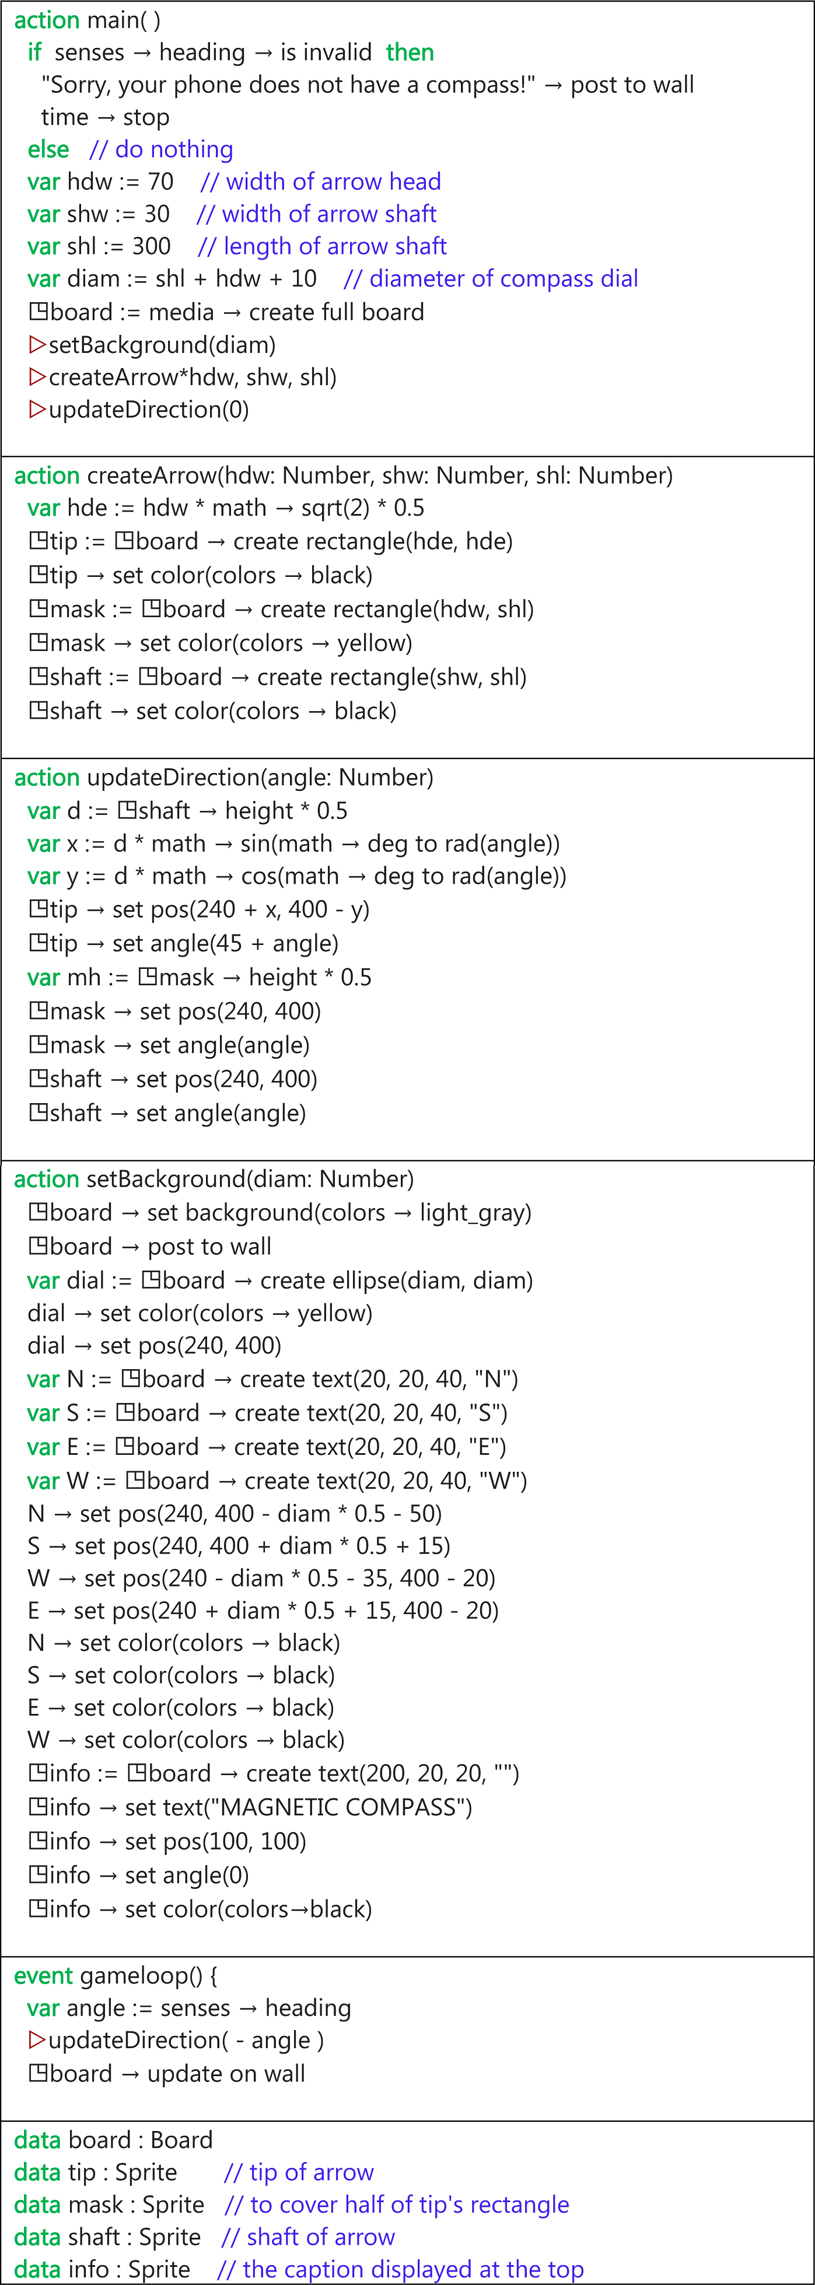 action main( )
if senses → heading → is invalid then
"Sorry, your phone does not have a compass!" → post to wall
time → stop
else // do nothing
var hdw := 70 // width of arrow head
var shw := 30 // width of arrow shaft
var shl := 300 // length of arrow shaft
var diam := shl + hdw + 10 // diameter of compass dial
◳board := media → create full board
▷setBackground(diam)
▷createArrow*hdw, shw, shl)
▷updateDirection(0)
action createArrow(hdw: Number, shw: Number, shl: Number)
var hde := hdw * math → sqrt(2) * 0.5
◳tip := ◳board → create rectangle(hde, hde)
◳tip → set color(colors → black)
◳mask := ◳board → create rectangle(hdw, shl)
◳mask → set color(colors → yellow)
◳shaft := ◳board → create rectangle(shw, shl)
◳shaft → set color(colors → black)
action updateDirection(angle: Number)
var d := ◳shaft → height * 0.5
var x := d * math → sin(math → deg to rad(angle))
var y := d * math → cos(math → deg to rad(angle))
◳tip → set pos(240 + x, 400 - y)
◳tip → set angle(45 + angle)
var mh := ◳mask → height * 0.5
◳mask → set pos(240, 400)
◳mask → set angle(angle)
◳shaft → set pos(240, 400)
◳shaft → set angle(angle)
action setBackground(diam: Number)
◳board → set background(colors → light_gray)
◳board → post to wall
var dial := ◳board → create ellipse(diam, diam)
dial → set color(colors → yellow)
dial → set pos(240, 400)
var N := ◳board → create text(20, 20, 40, "N")
var S := ◳board → create text(20, 20, 40, "S")
var E := ◳board → create text(20, 20, 40, "E")
var W := ◳board → create text(20, 20, 40, "W")
N → set pos(240, 400 - diam * 0.5 - 50)
S → set pos(240, 400 + diam * 0.5 + 15)
W → set pos(240 - diam * 0.5 - 35, 400 - 20)
E → set pos(240 + diam * 0.5 + 15, 400 - 20)
N → set color(colors → black)
S → set color(colors → black)
E → set color(colors → black)
W → set color(colors → black)
◳info := ◳board → create text(200, 20, 20, "")
◳info → set text("MAGNETIC COMPASS")
◳info → set pos(100, 100)
◳info → set angle(0)
◳info → set color(colors→black)
event gameloop() {
var angle := senses → heading
▷updateDirection( - angle )
◳board → update on wall
data board : Board
data tip : Sprite // tip of arrow
data mask : Sprite // to cover half of tip's rectangle
data shaft : Sprite // shaft of arrow
data info : Sprite // the caption displayed at the top